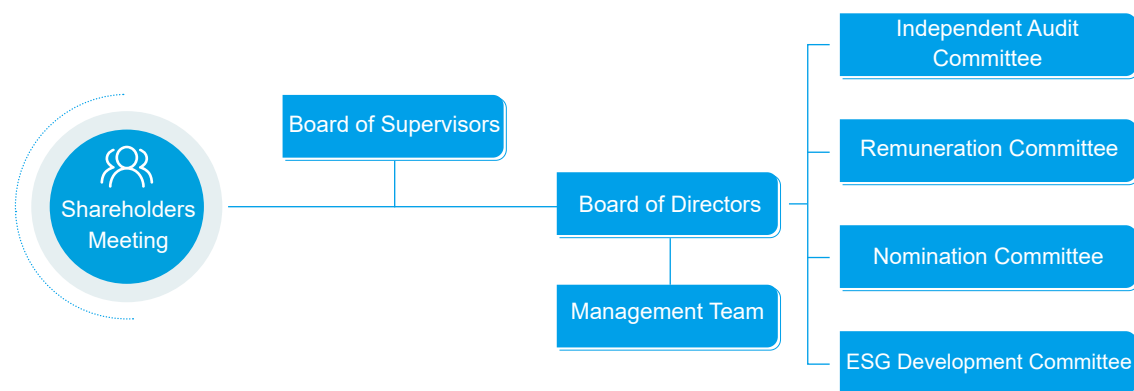 Shareholders
Meeting
Board of Supervisors
Board of Directors
Management Team
Independent Audit
Committee
Remuneration Committee
Nomination Committee
ESG Development Committee